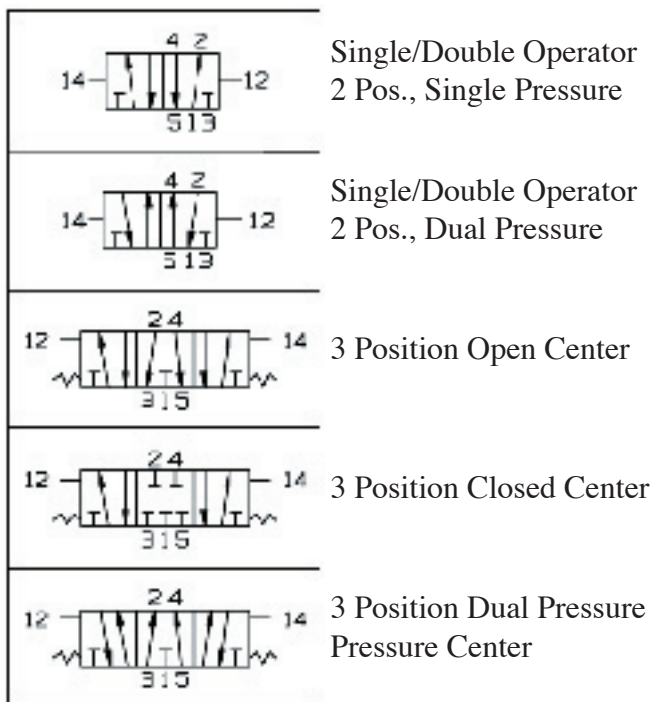 4 2
14 12
5 1 3
Single/Double Operator
2 Pos., Single Pressure
4 2
14 12
5 1 3
Single/Double Operator
2 Pos., Dual Pressure
2 4
12 14
3 1 5
3 Position Open Center
2 4
12 14
3 1 5
3 Position Closed Center
2 4
12 14
3 1 5
3 Position Dual Pressure
Pressure Center